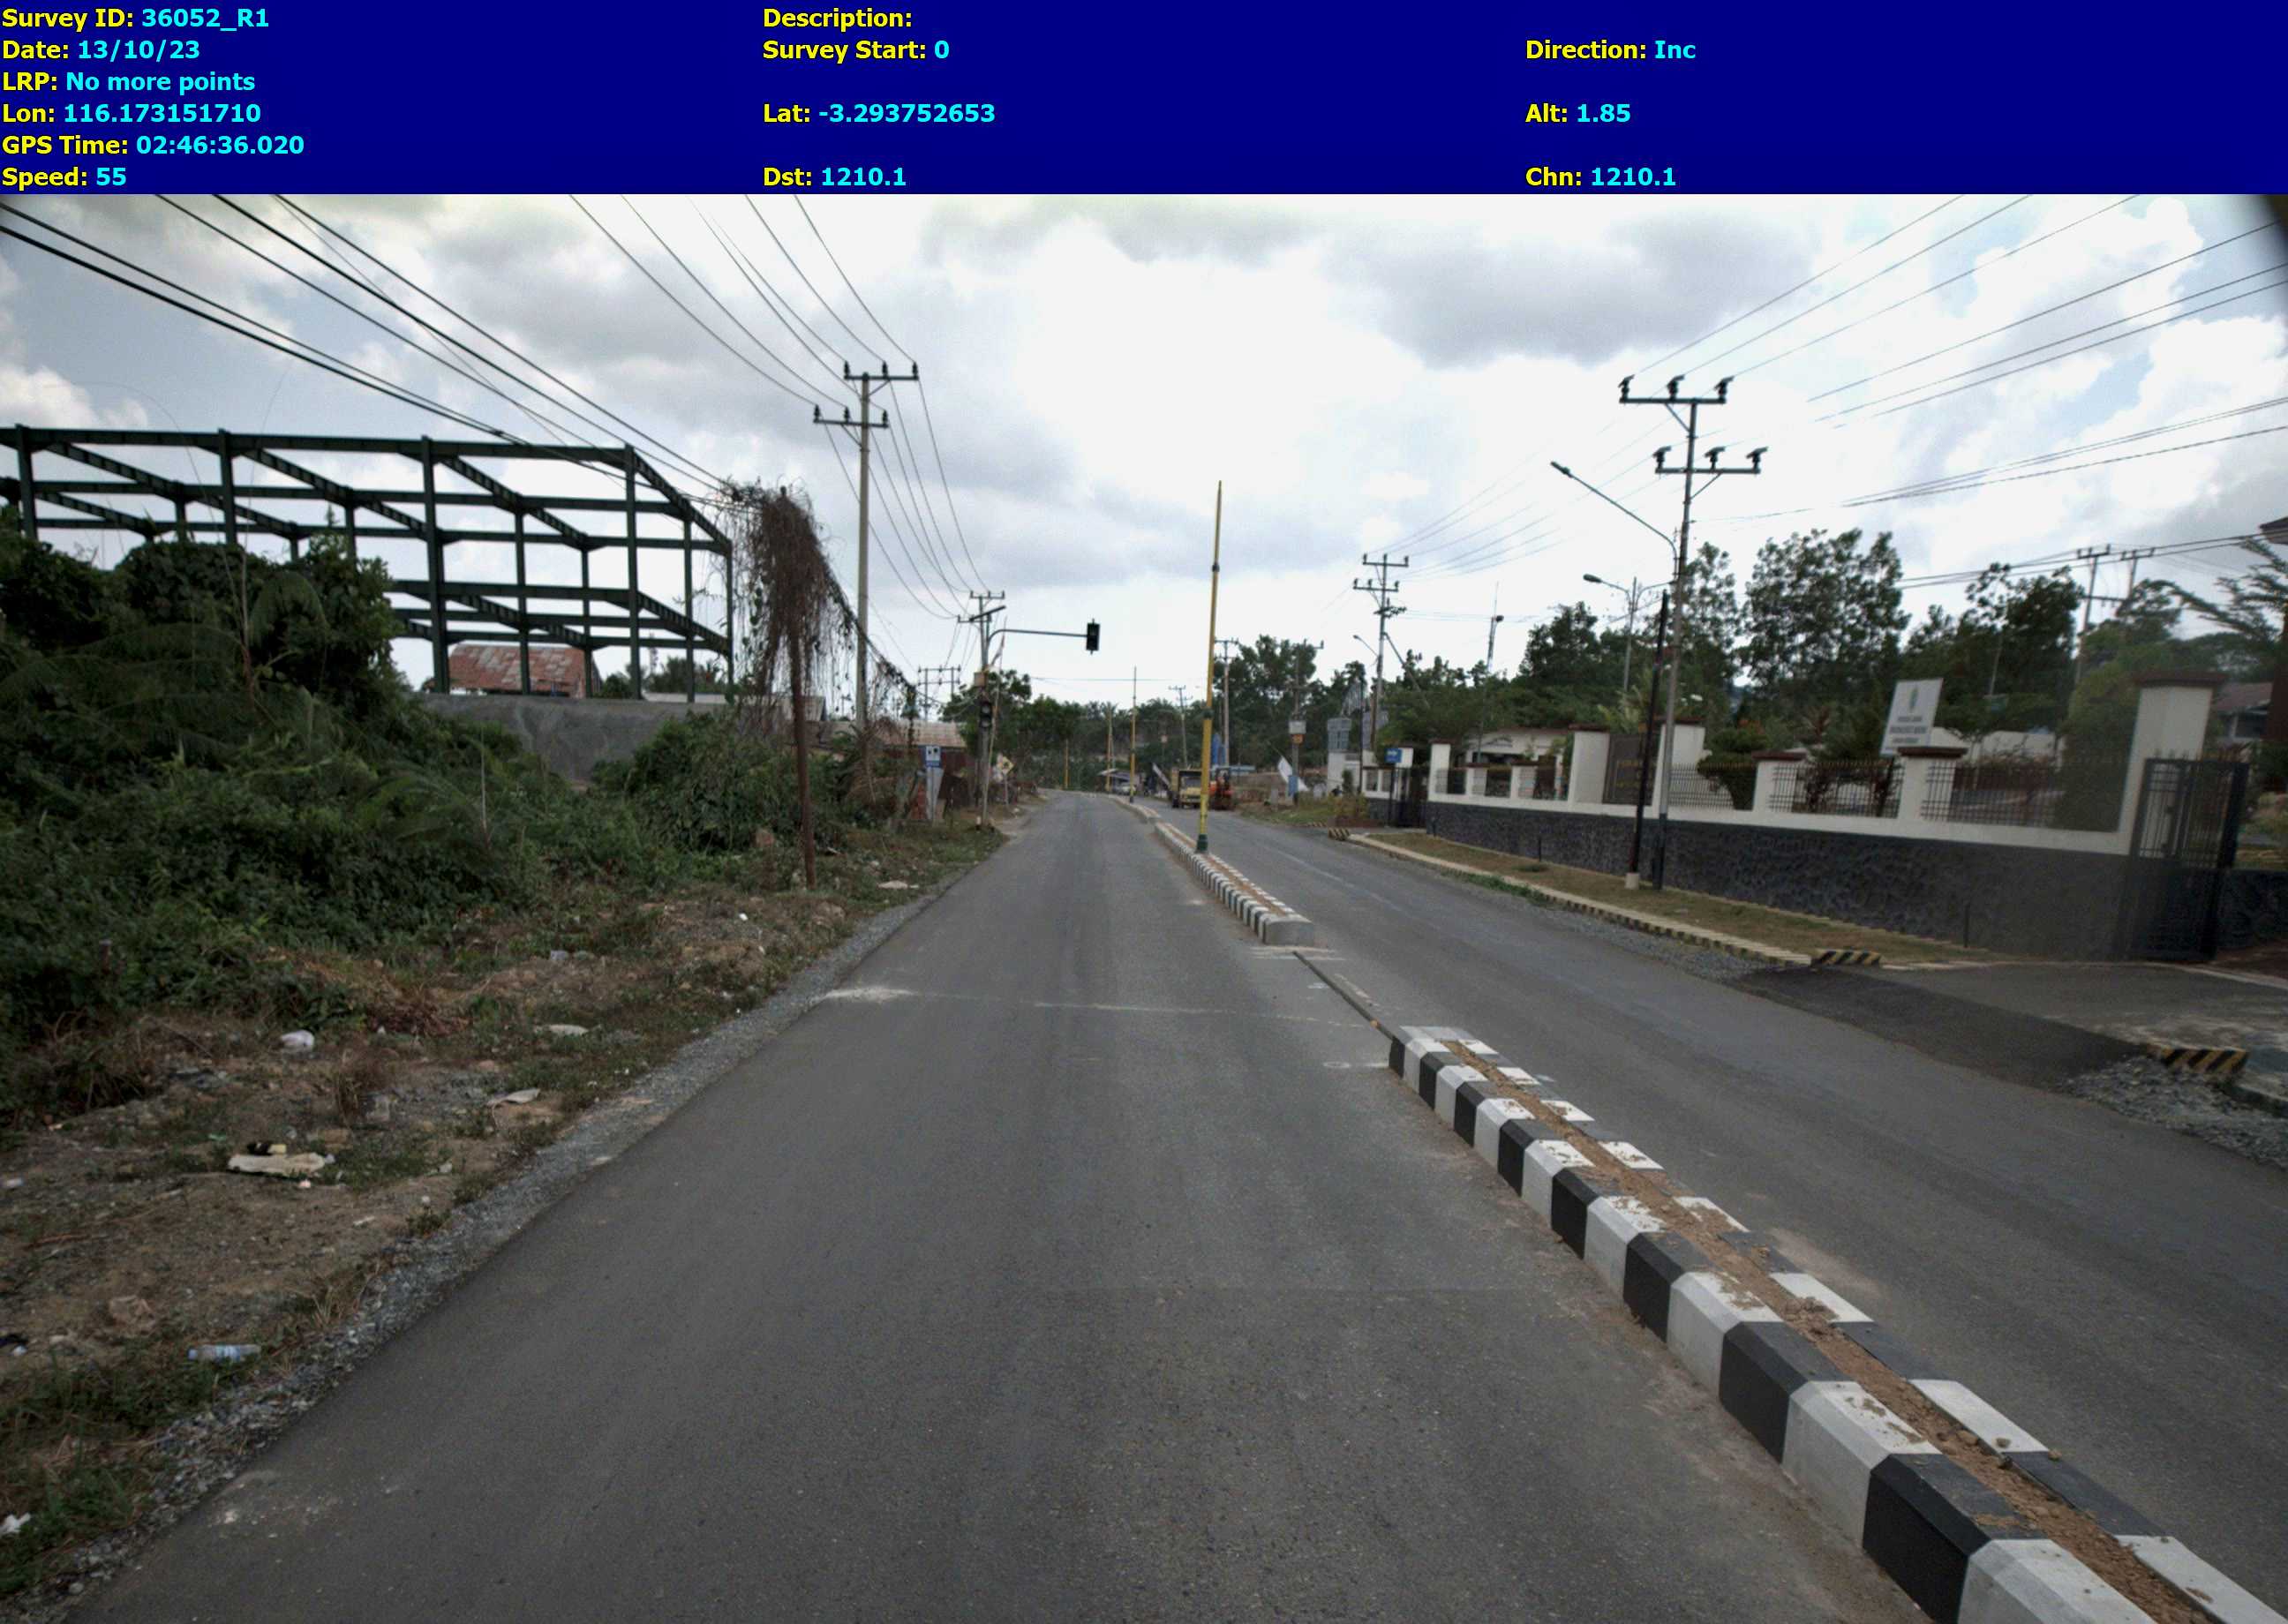 Survey ID: 36052_R1
Description:
Date: 13/10/23
Survey Start: 0
Direction: Inc
LRP: No more points
Lon: 116.173151710
Lat: -3.293752653
Alt: 1.85
GPS Time: 02:46:36.020
Speed: 55
Dst: 1210.1
Chn: 1210.1